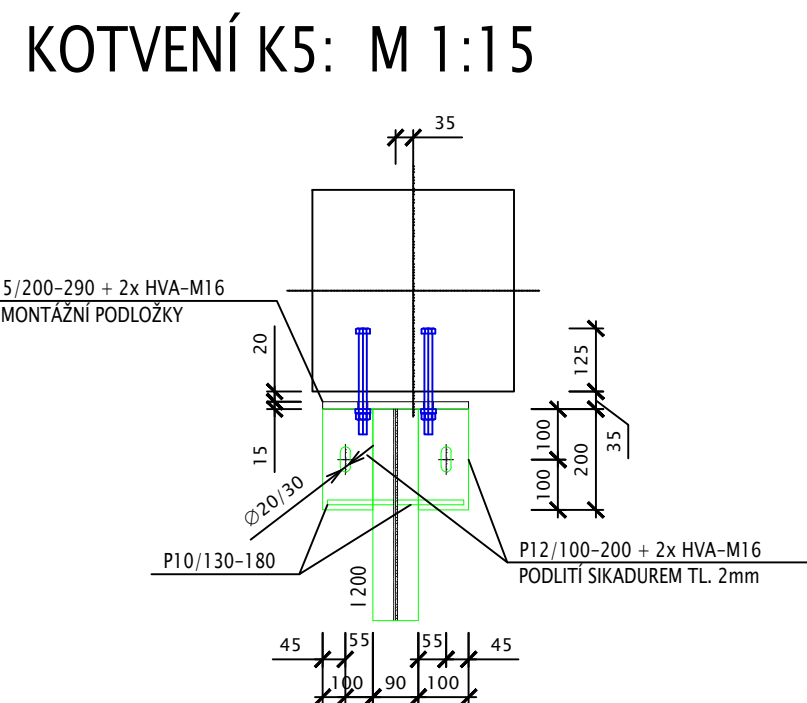 KOTVENÍ K5: M 1:15
35
5/200-290 + 2x HVA-M16
MONTÁŽNÍ PODLOŽKY
20
125
15
100
35
200
100
Ø20/30
P10/130-180
P12/100-200 + 2x HVA-M16
PODLITÍ SIKADUREM TL. 2mm
I 200
45
55
55
45
100
90
100